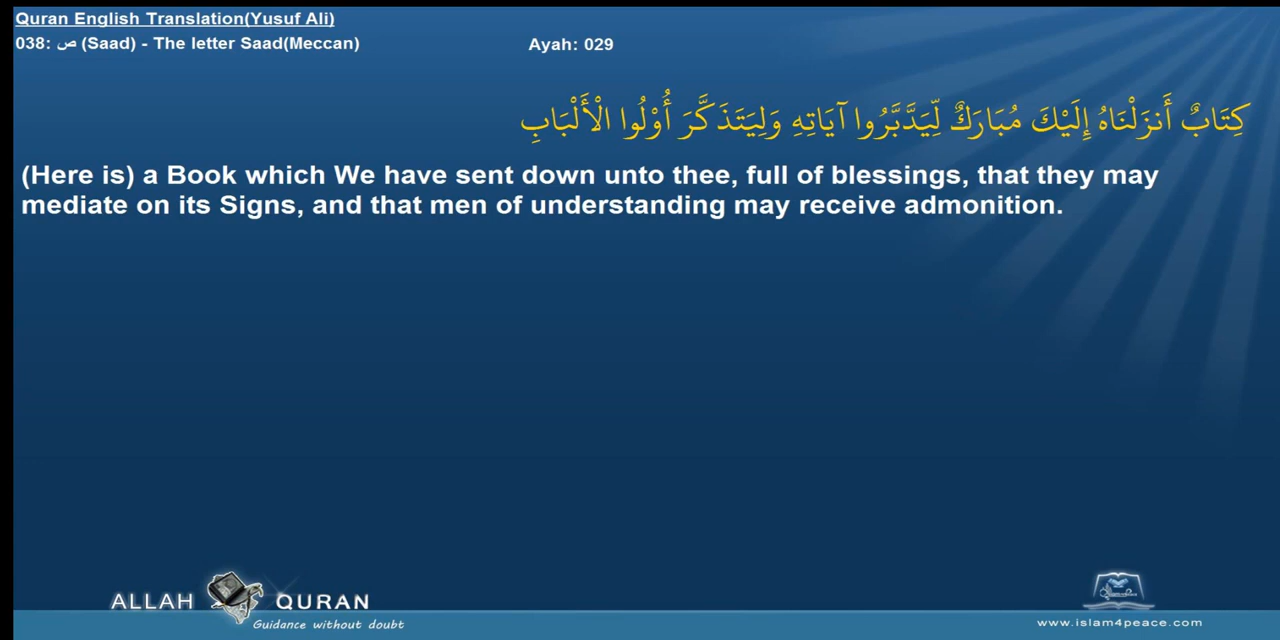 Quran English Translation(Yusuf Ali)
038: ص (Saad) - The letter Saad(Meccan) Ayah: 029
كِتَابٌ أَنزَلْنَاهُ إِلَيْكَ مُبَارَكٌ لِّيَدَّبَّرُوا آيَاتِهِ وَلِيَتَذَكَّرَ أُوْلُوا الْأَلْبَابِ
(Here is) a Book which We have sent down unto thee, full of blessings, that they may
mediate on its Signs, and that men of understanding may receive admonition.
ALLAH QURAN
Guidance without doubt
www.islam4peace.com